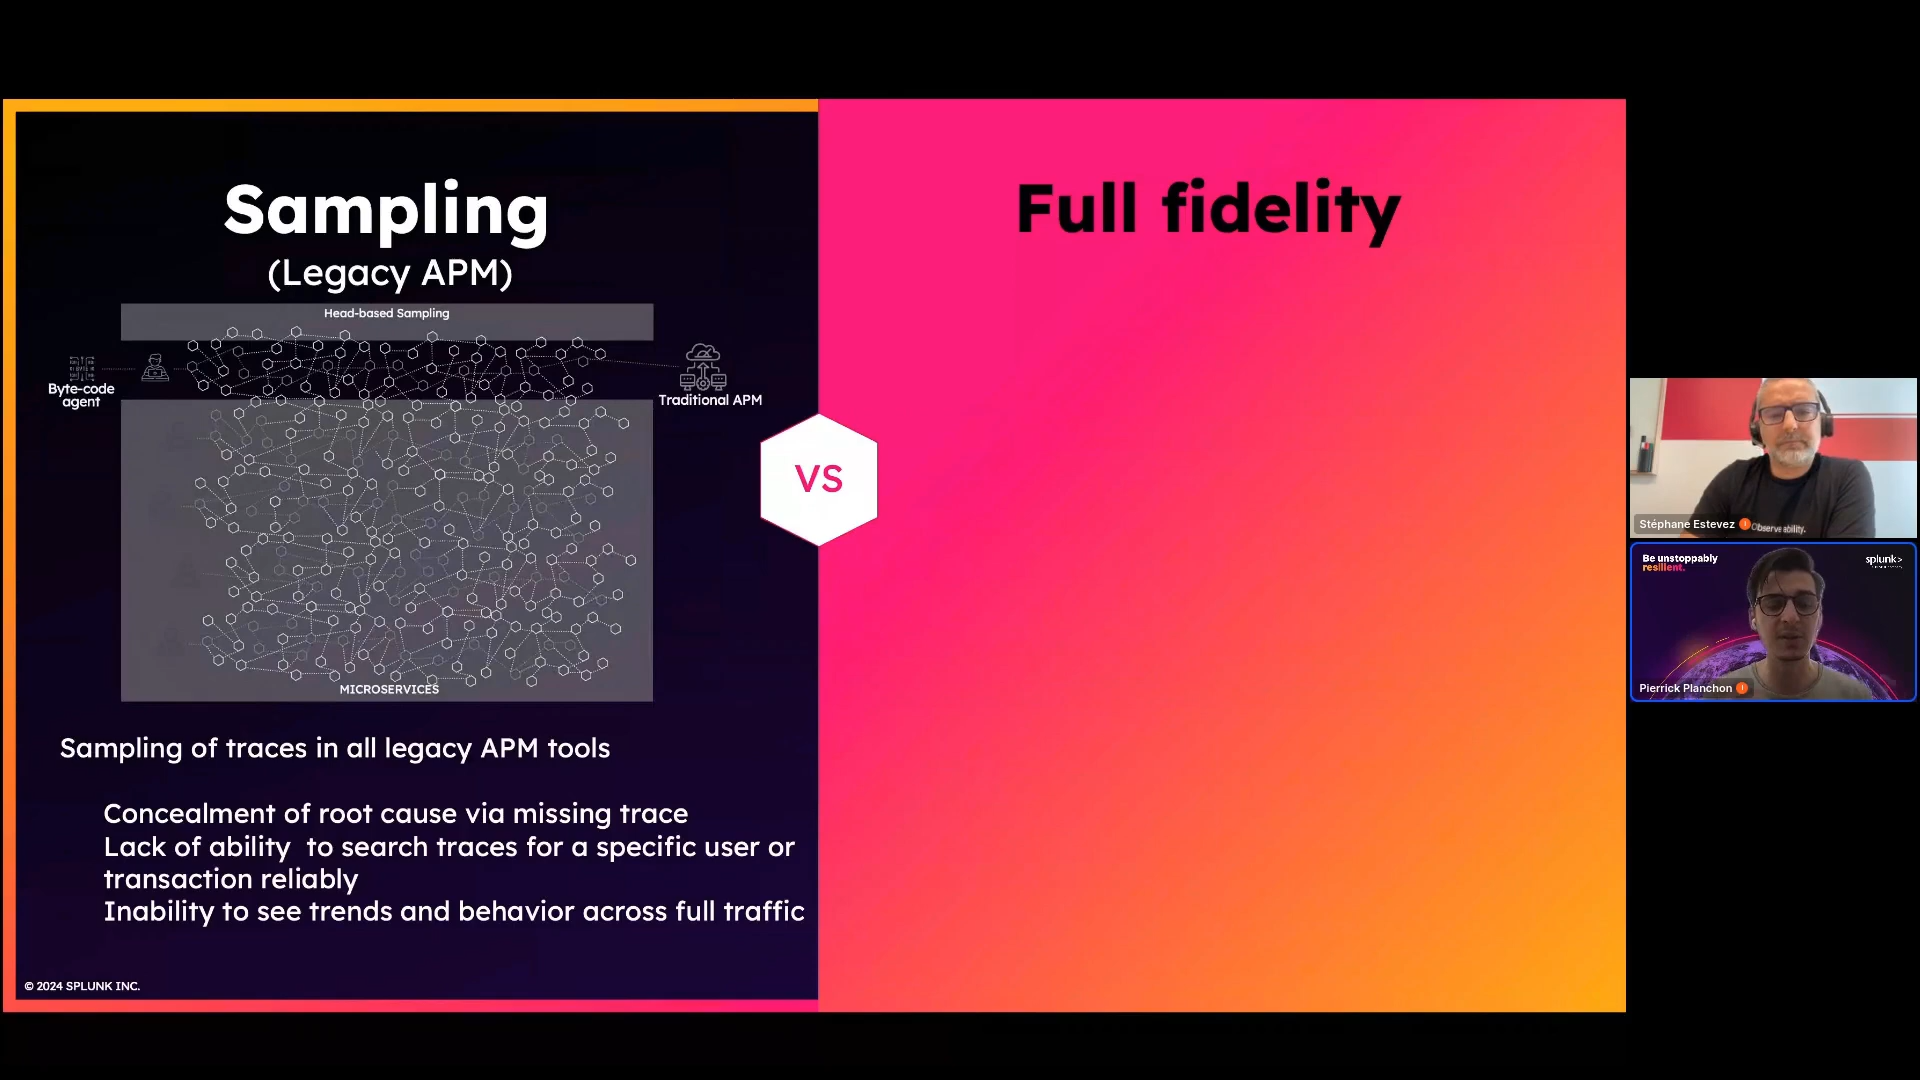 Sampling
(Legacy APM)
Head-based Sampling
Byte-code
agent
Traditional APM
MICROSERVICES
Sampling of traces in all legacy APM tools
Concealment of root cause via missing trace
Lack of ability  to search traces for a specific user or
transaction reliably
Inability to see trends and behavior across full traffic
© 2024 SPLUNK INC.
VS
Full fidelity
Stéphane Estevez
Observeability.
Be unstoppably
resilient.
splunk>
Pierrick Planchon